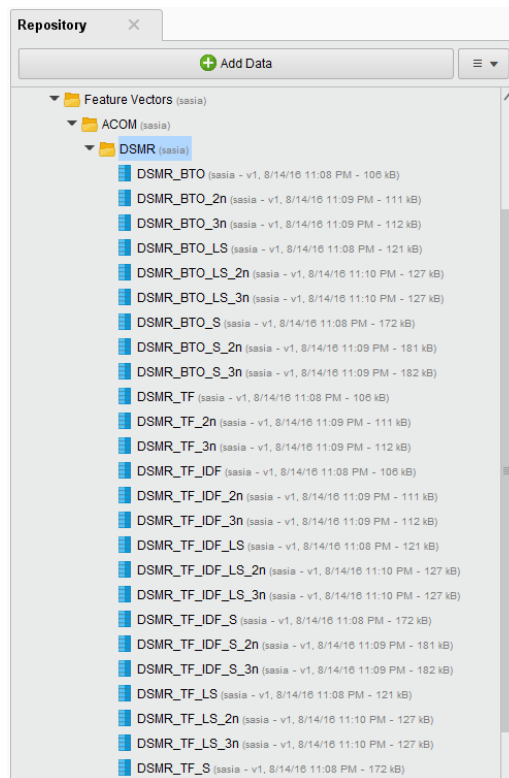 Repository
Add Data
Feature Vectors (sasia)
ACOM (sasia)
DSMR (sasia)
DSMR_BTO (sasia - v1, 8/14/16 11:08 PM - 106 kB)
DSMR_BTO_2n (sasia - v1, 8/14/16 11:09 PM - 111 kB)
DSMR_BTO_3n (sasia - v1, 8/14/16 11:09 PM - 112 kB)
DSMR_BTO_LS (sasia - v1, 8/14/16 11:08 PM - 121 kB)
DSMR_BTO_LS_2n (sasia - v1, 8/14/16 11:10 PM - 127 kB)
DSMR_BTO_LS_3n (sasia - v1, 8/14/16 11:10 PM - 127 kB)
DSMR_BTO_S (sasia - v1, 8/14/16 11:08 PM - 172 kB)
DSMR_BTO_S_2n (sasia - v1, 8/14/16 11:09 PM - 181 kB)
DSMR_BTO_S_3n (sasia - v1, 8/14/16 11:09 PM - 182 kB)
DSMR_TF (sasia - v1, 8/14/16 11:08 PM - 106 kB)
DSMR_TF_2n (sasia - v1, 8/14/16 11:09 PM - 111 kB)
DSMR_TF_3n (sasia - v1, 8/14/16 11:09 PM - 112 kB)
DSMR_TF_IDF (sasia - v1, 8/14/16 11:08 PM - 106 kB)
DSMR_TF_IDF_2n (sasia - v1, 8/14/16 11:09 PM - 111 kB)
DSMR_TF_IDF_3n (sasia - v1, 8/14/16 11:09 PM - 112 kB)
DSMR_TF_IDF_LS (sasia - v1, 8/14/16 11:08 PM - 121 kB)
DSMR_TF_IDF_LS_2n (sasia - v1, 8/14/16 11:10 PM - 127 kB)
DSMR_TF_IDF_LS_3n (sasia - v1, 8/14/16 11:10 PM - 127 kB)
DSMR_TF_IDF_S (sasia - v1, 8/14/16 11:08 PM - 172 kB)
DSMR_TF_IDF_S_2n (sasia - v1, 8/14/16 11:09 PM - 181 kB)
DSMR_TF_IDF_S_3n (sasia - v1, 8/14/16 11:09 PM - 182 kB)
DSMR_TF_LS (sasia - v1, 8/14/16 11:08 PM - 121 kB)
DSMR_TF_LS_2n (sasia - v1, 8/14/16 11:10 PM - 127 kB)
DSMR_TF_LS_3n (sasia - v1, 8/14/16 11:10 PM - 127 kB)
DSMR_TF_S (sasia - v1, 8/14/16 11:08 PM - 172 kB)